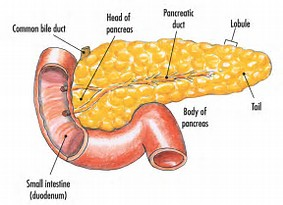 Common bile duct
Head of
pancreas
Pancreatic
duct
Lobule
Tail
Body of
pancreas
Small intestine
(duodenum)